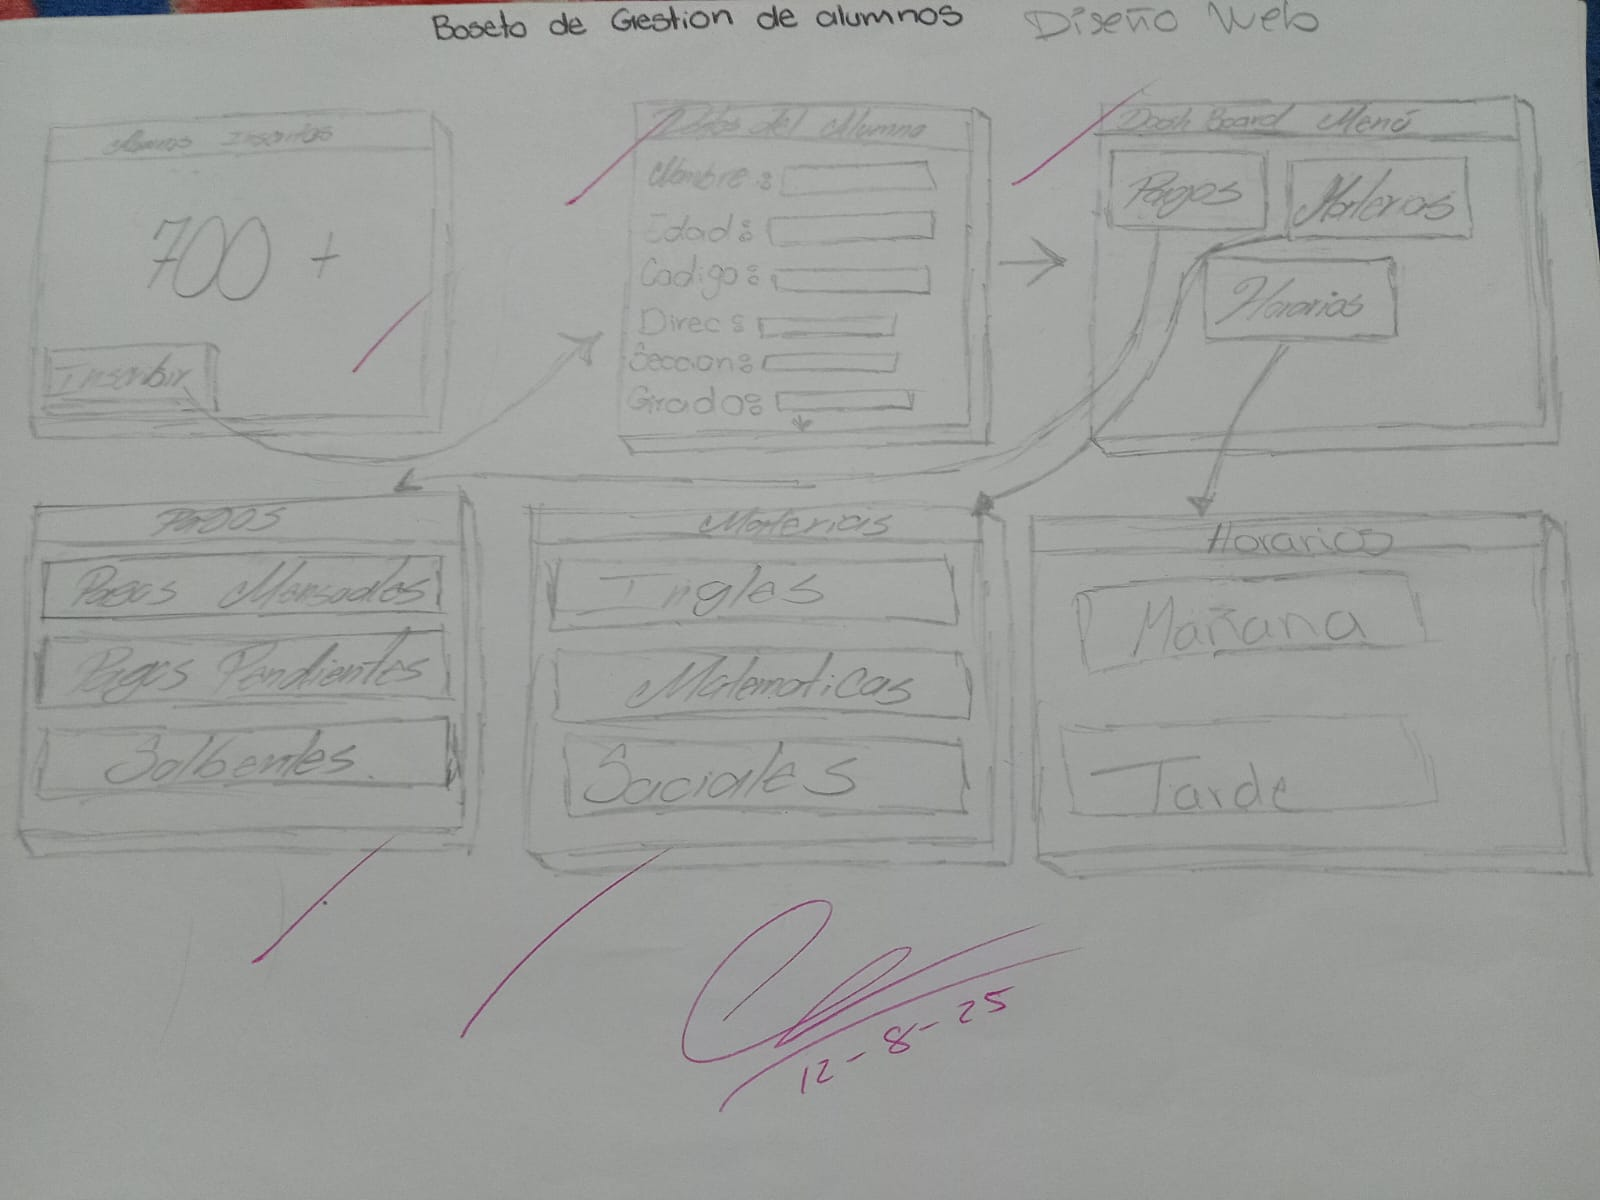 Boseto de Gestion de alumnos Diseño Web
Alumnos Inscritos
700 +
Inscribir
Datos del Alumno
Nombre:
Edad:
Codigo:
Direc:
Seccion:
Grado:
Dash Board Menú
Pagos
Materias
Horarios
Pagos
Pagos Mensuales
Pagos Pendientes
Solbentes
Materias
Ingles
Matematicas
Sociales
Horarios
Mañana
Tarde
12-8-25